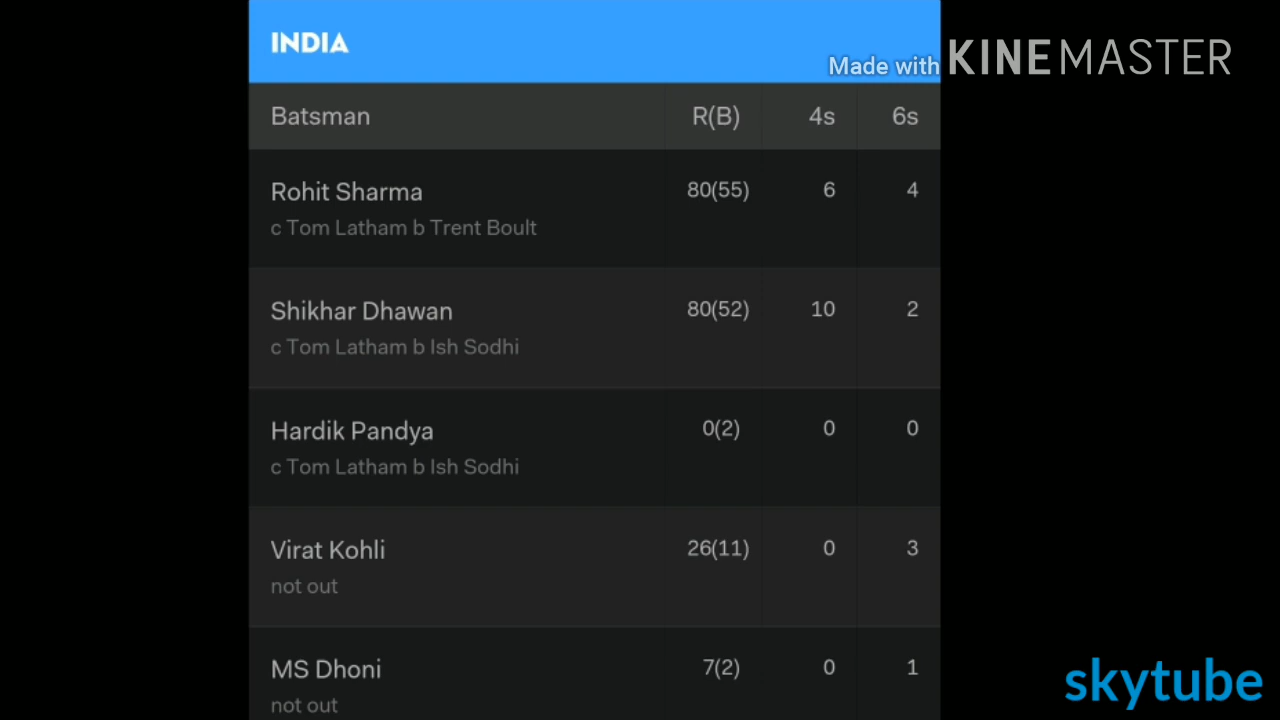 INDIA
Made with KINEMASTER
Batsman R(B) 4s 6s
Rohit Sharma 80(55) 6 4
c Tom Latham b Trent Boult
Shikhar Dhawan 80(52) 10 2
c Tom Latham b Ish Sodhi
Hardik Pandya 0(2) 0 0
c Tom Latham b Ish Sodhi
Virat Kohli 26(11) 0 3
not out
MS Dhoni 7(2) 0 1
not out
skytube